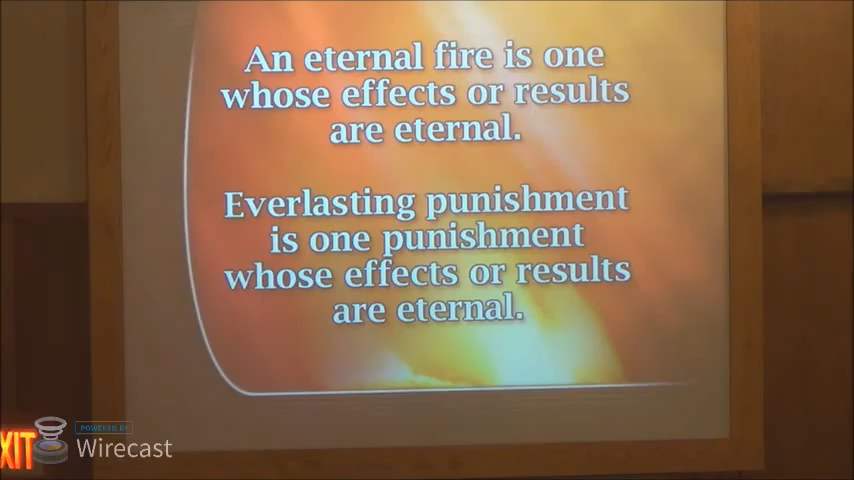 An eternal fire is one
whose effects or results
are eternal.
Everlasting punishment
is one punishment
whose effects or results
are eternal.
XIT
POWERED BY
Wirecast